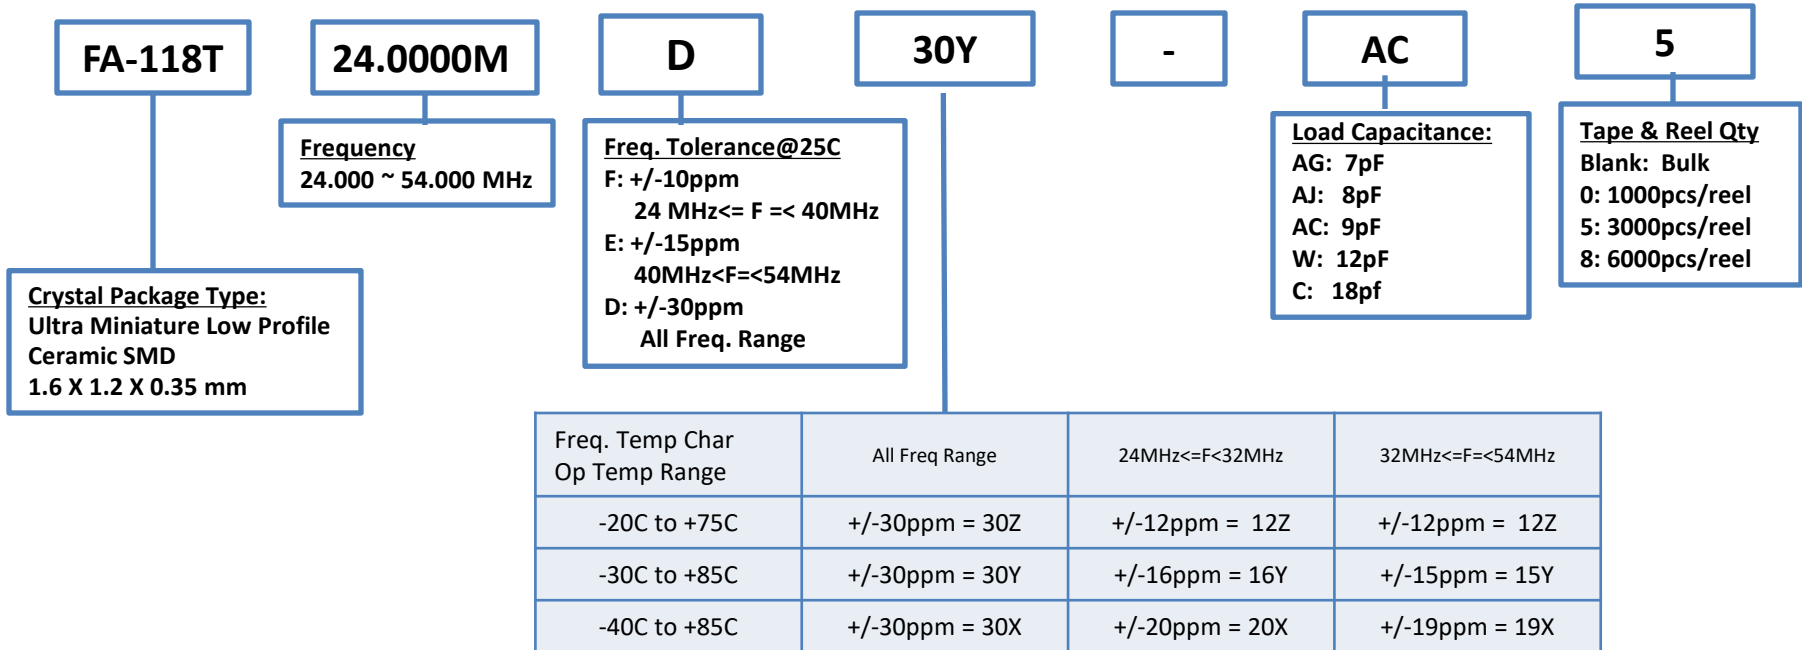 FA-118T
24.0000M
D
30Y
-
AC
5
Frequency
24.000 ~ 54.000 MHz
Freq. Tolerance@25C
F: +/-10ppm
24 MHz<= F =< 40MHz
E: +/-15ppm
40MHz<F=<54MHz
D: +/-30ppm
All Freq. Range
Load Capacitance:
AG: 7pF
AJ: 8pF
AC: 9pF
W: 12pF
C: 18pf
Tape & Reel Qty
Blank: Bulk
0: 1000pcs/reel
5: 3000pcs/reel
8: 6000pcs/reel
Crystal Package Type:
Ultra Miniature Low Profile
Ceramic SMD
1.6 X 1.2 X 0.35 mm
Freq. Temp Char
Op Temp Range
All Freq Range
24MHz<=F<32MHz
32MHz<=F=<54MHz
-20C to +75C
+/-30ppm = 30Z
+/-12ppm = 12Z
+/-12ppm = 12Z
-30C to +85C
+/-30ppm = 30Y
+/-16ppm = 16Y
+/-15ppm = 15Y
-40C to +85C
+/-30ppm = 30X
+/-20ppm = 20X
+/-19ppm = 19X